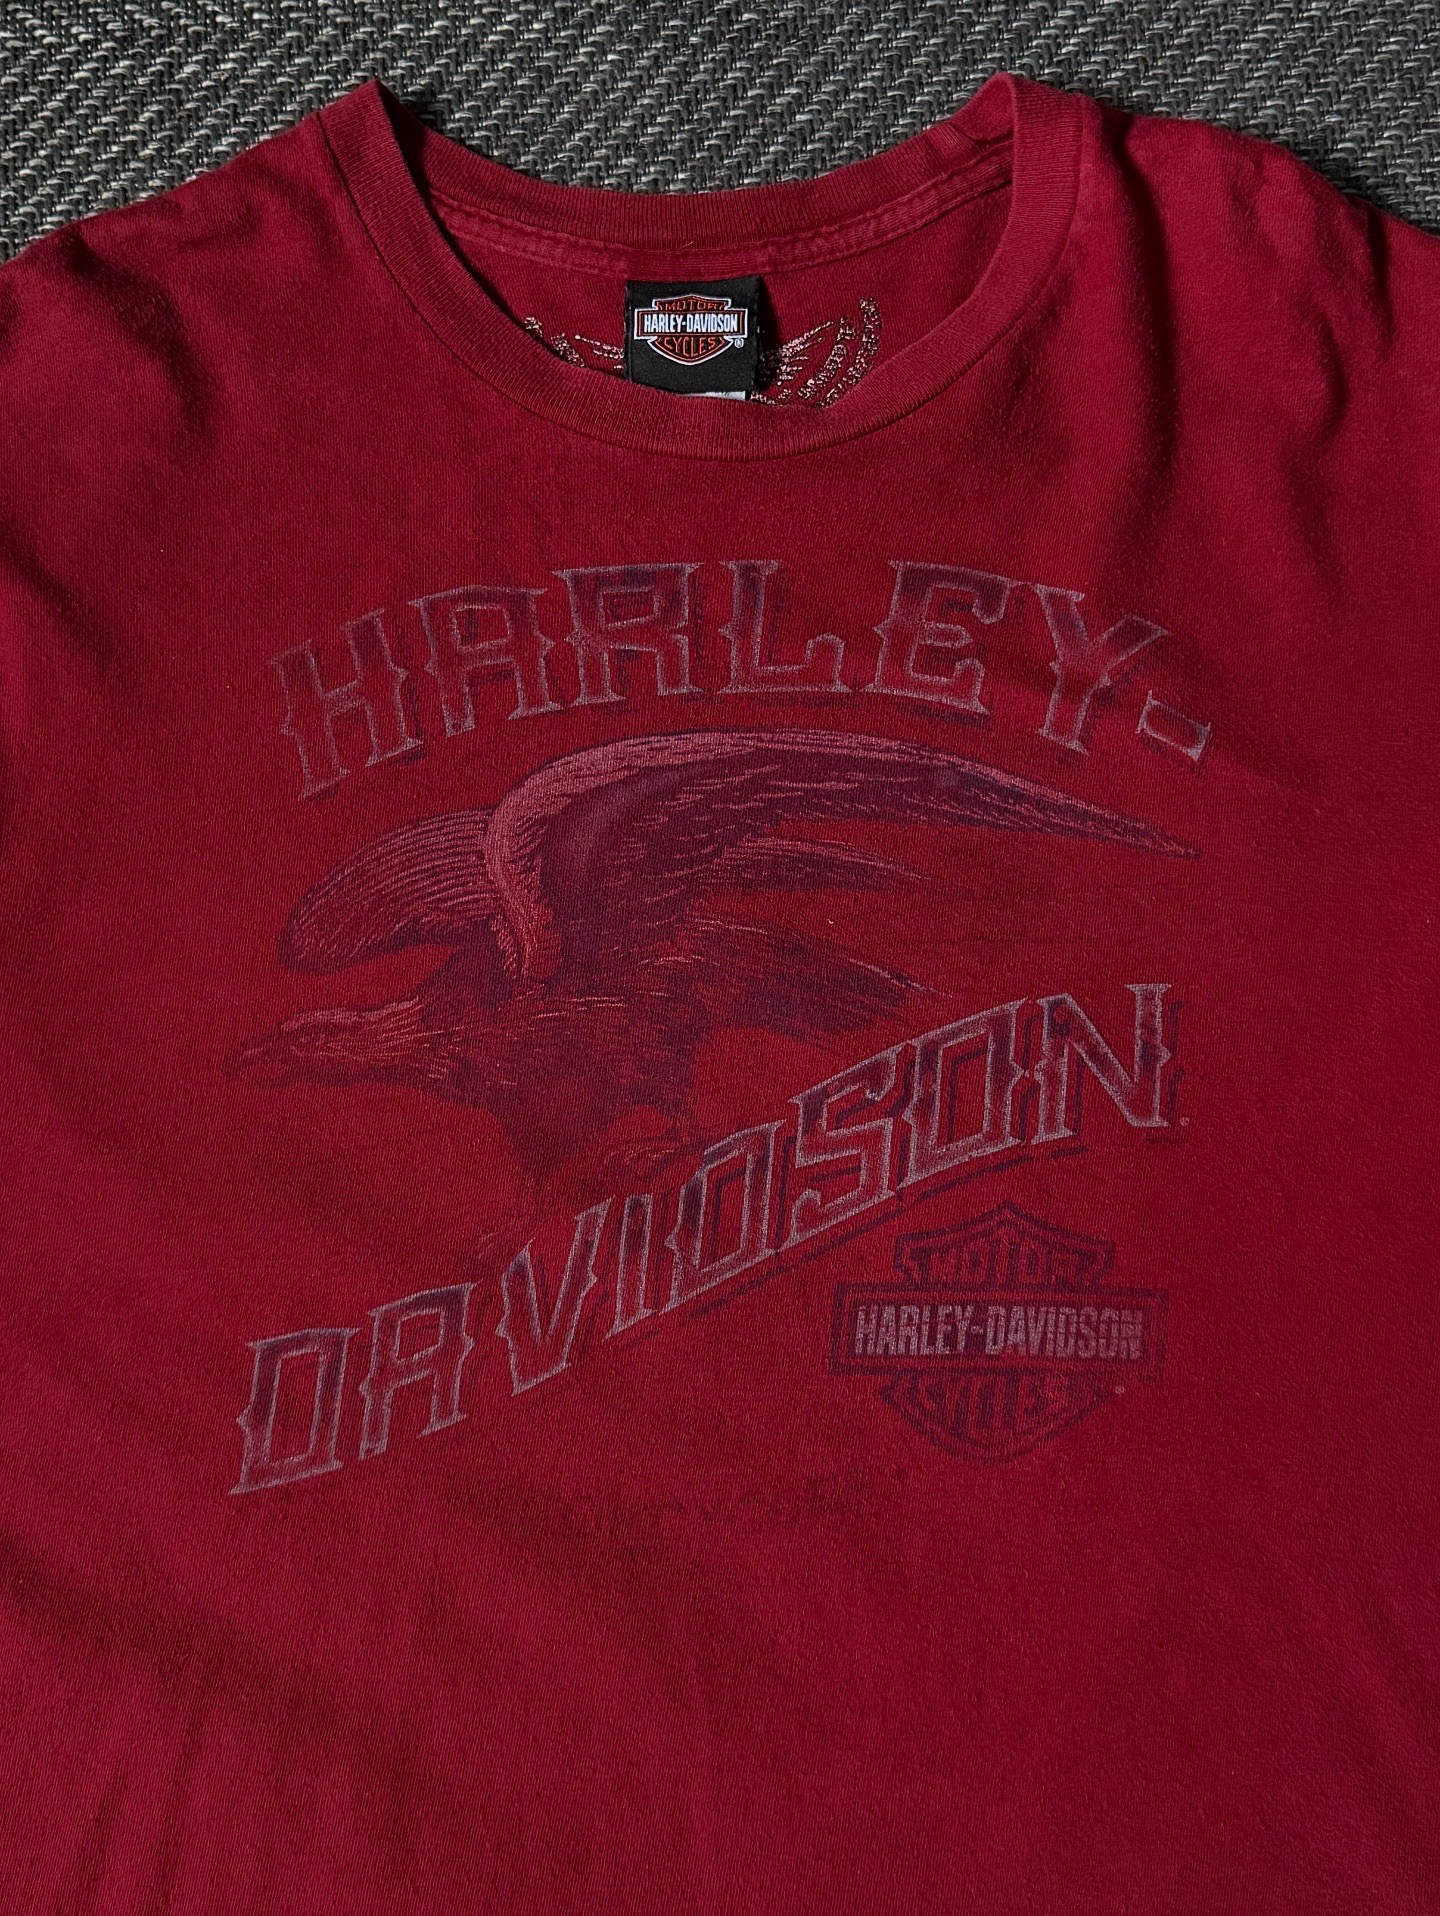 MOTOR
HARLEY-DAVIDSON
CYCLES
®
HARLEY-
DAVIDSON
MOTOR
HARLEY-DAVIDSON
CYCLES